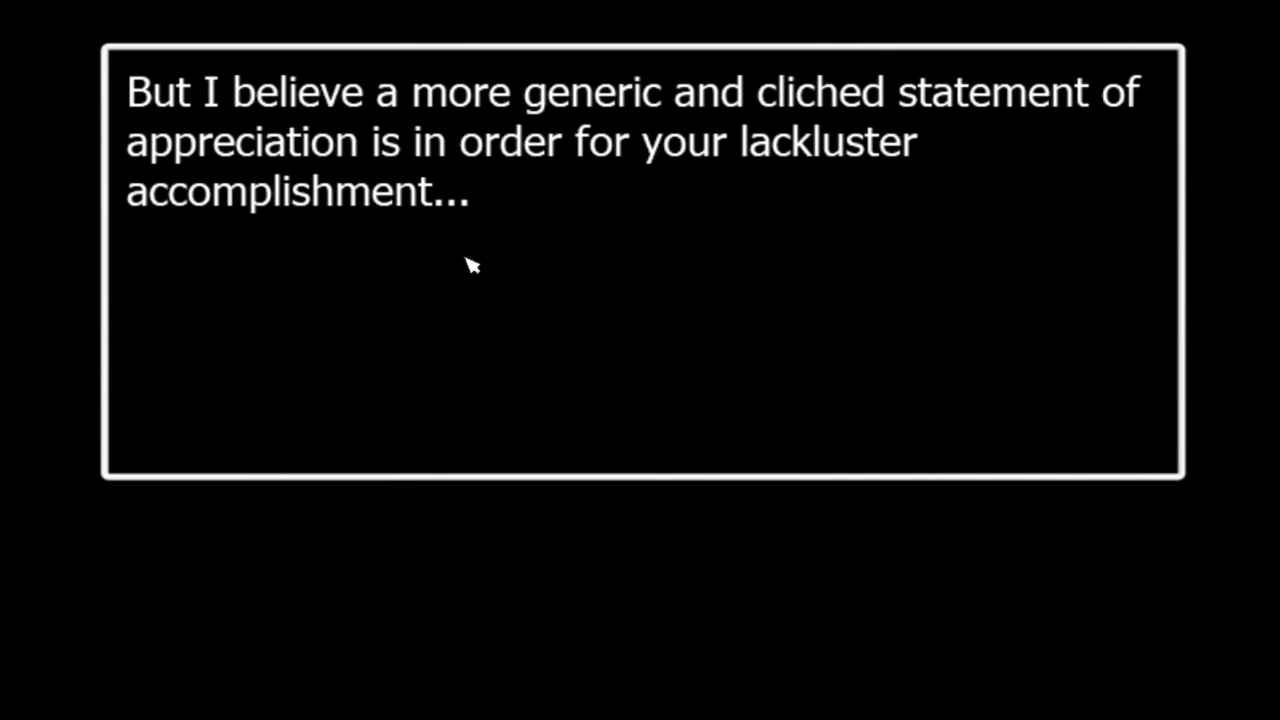 But I believe a more generic and cliched statement of
appreciation is in order for your lackluster
accomplishment...